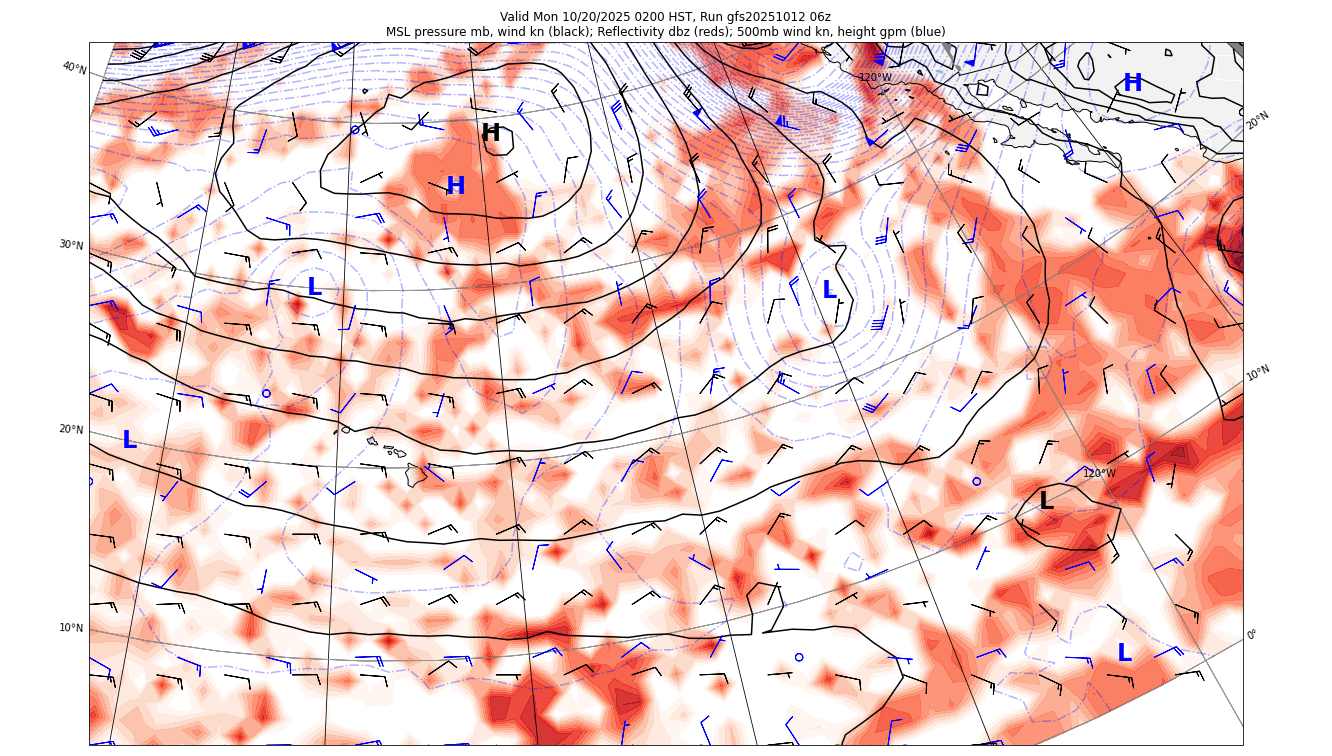 Valid Mon 10/20/2025 0200 HST, Run gfs20251012 06z
MSL pressure mb, wind kn (black); Reflectivity dbz (reds); 500mb wind kn, height gpm (blue)
40°N
120°W
H
20°N
H
H
30°N
L
L
10°N
20°N
L
120°W
L
10°N
0°
L